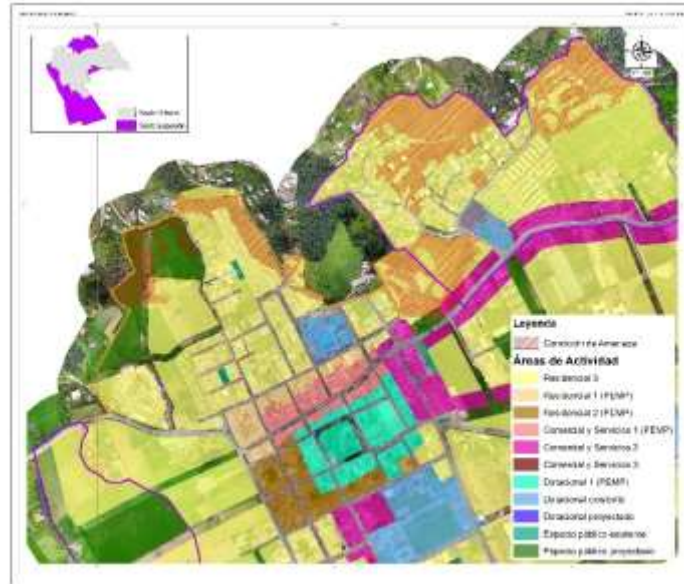 Suelo Urbano
Leyenda
Condición de Amenaza
Áreas de Actividad
Residencial 3
Residencial 1 (PEMP)
Residencial 2 (PEMP)
Comercial y Servicios 1 (PEMP)
Comercial y Servicios 2
Comercial y Servicios 3
Dotacional 1 (PEMP)
Dotacional existente
Dotacional proyectado
Espacio público existente
Espacio público proyectado